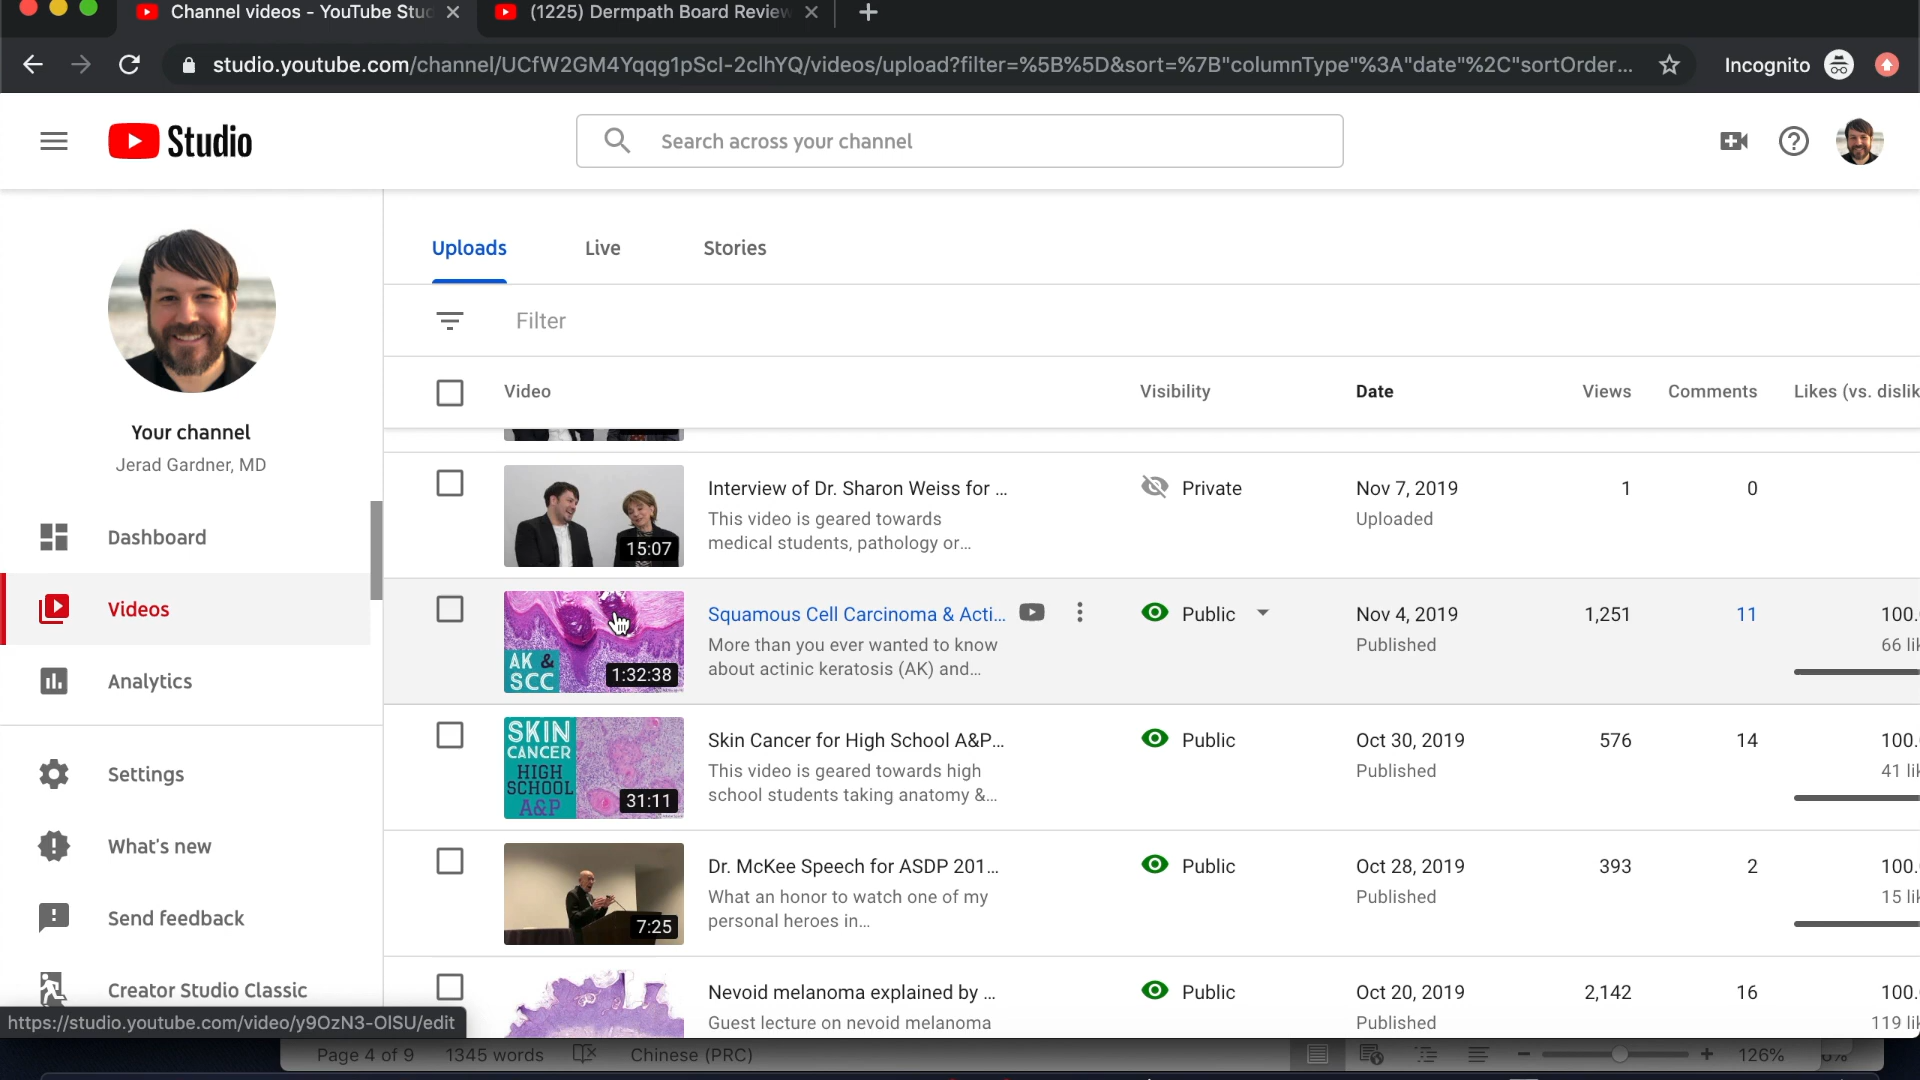 Channel videos - YouTube Stud
(1225) Dermpath Board Review
studio.youtube.com/channel/UCfW2GM4Yqqg1pScI-2clhYQ/videos/upload?filter=%5B%5D&sort=%7B"columnType"%3A"date"%2C"sortOrder...
Incognito
Studio
Search across your channel
Your channel
Jerad Gardner, MD
Dashboard
Videos
Analytics
Settings
What's new
Send feedback
Creator Studio Classic
https://studio.youtube.com/video/y9OzN3-OlSU/edit
Uploads Live Stories
Filter
Video Visibility Date Views Comments Likes (vs. dislik
15:07
Interview of Dr. Sharon Weiss for ...
This video is geared towards
medical students, pathology or...
Private
Nov 7, 2019
Uploaded
1
0
AK &
SCC
1:32:38
Squamous Cell Carcinoma & Acti...
More than you ever wanted to know
about actinic keratosis (AK) and...
Public
Nov 4, 2019
Published
1,251
11
100.
66 lik
SKIN
CANCER
HIGH
SCHOOL
A&P
31:11
Skin Cancer for High School A&P...
This video is geared towards high
school students taking anatomy &...
Public
Oct 30, 2019
Published
576
14
100.
41 lik
7:25
Dr. McKee Speech for ASDP 201...
What an honor to watch one of my
personal heroes in...
Public
Oct 28, 2019
Published
393
2
100.
15 lik
Nevoid melanoma explained by ...
Guest lecture on nevoid melanoma
Public
Oct 20, 2019
Published
2,142
16
100.
119 lik
Page 4 of 9 1345 words Chinese (PRC) 126%